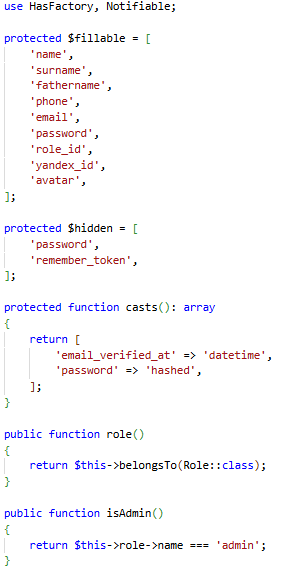 use HasFactory, Notifiable;

protected $fillable = [
    'name',
    'surname',
    'fathername',
    'phone',
    'email',
    'password',
    'role_id',
    'yandex_id',
    'avatar',
];

protected $hidden = [
    'password',
    'remember_token',
];

protected function casts(): array
{
    return [
        'email_verified_at' => 'datetime',
        'password' => 'hashed',
    ];
}

public function role()
{
    return $this->belongsTo(Role::class);
}

public function isAdmin()
{
    return $this->role->name === 'admin';
}